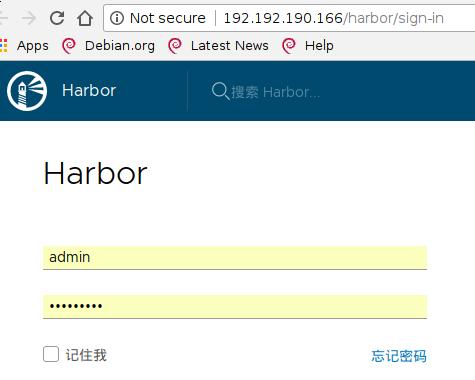 Not secure 192.192.190.166/harbor/sign-in
Apps Debian.org Latest News Help
Harbor 搜索 Harbor...
Harbor
admin
•••••••••
记住我 忘记密码